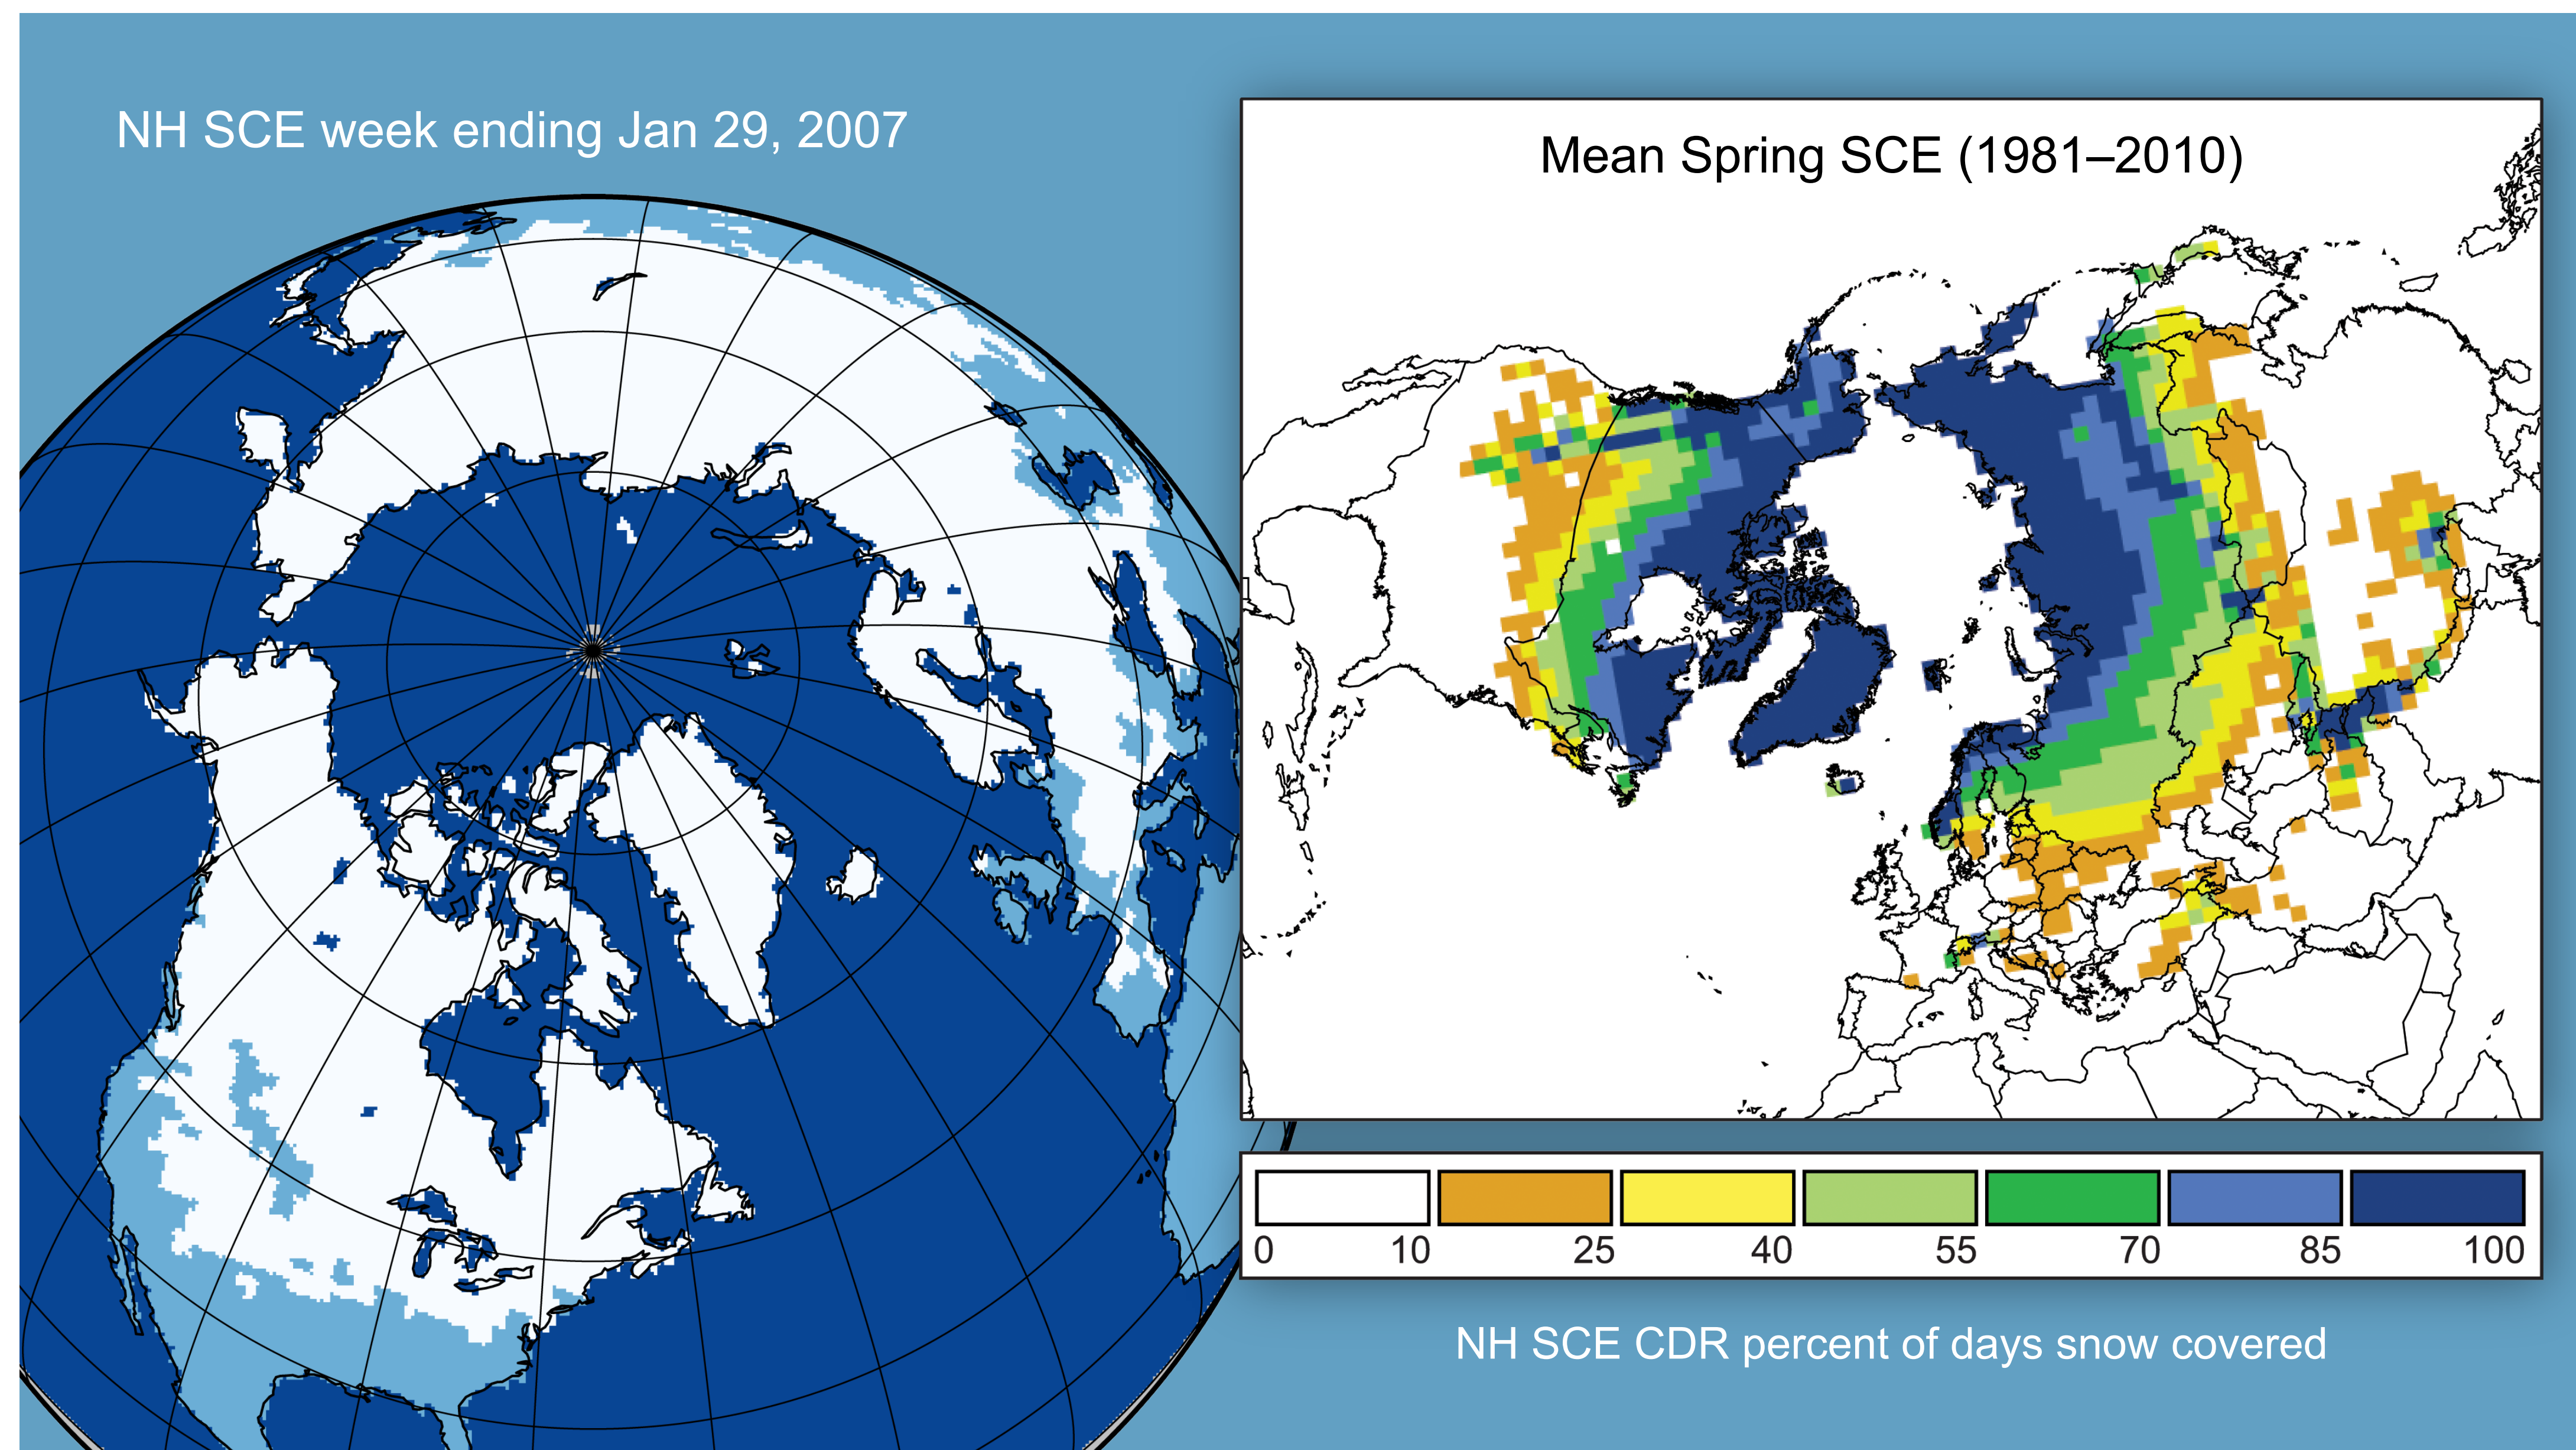 NH SCE week ending Jan 29, 2007
Mean Spring SCE (1981–2010)
0 10 25 40 55 70 85 100
NH SCE CDR percent of days snow covered